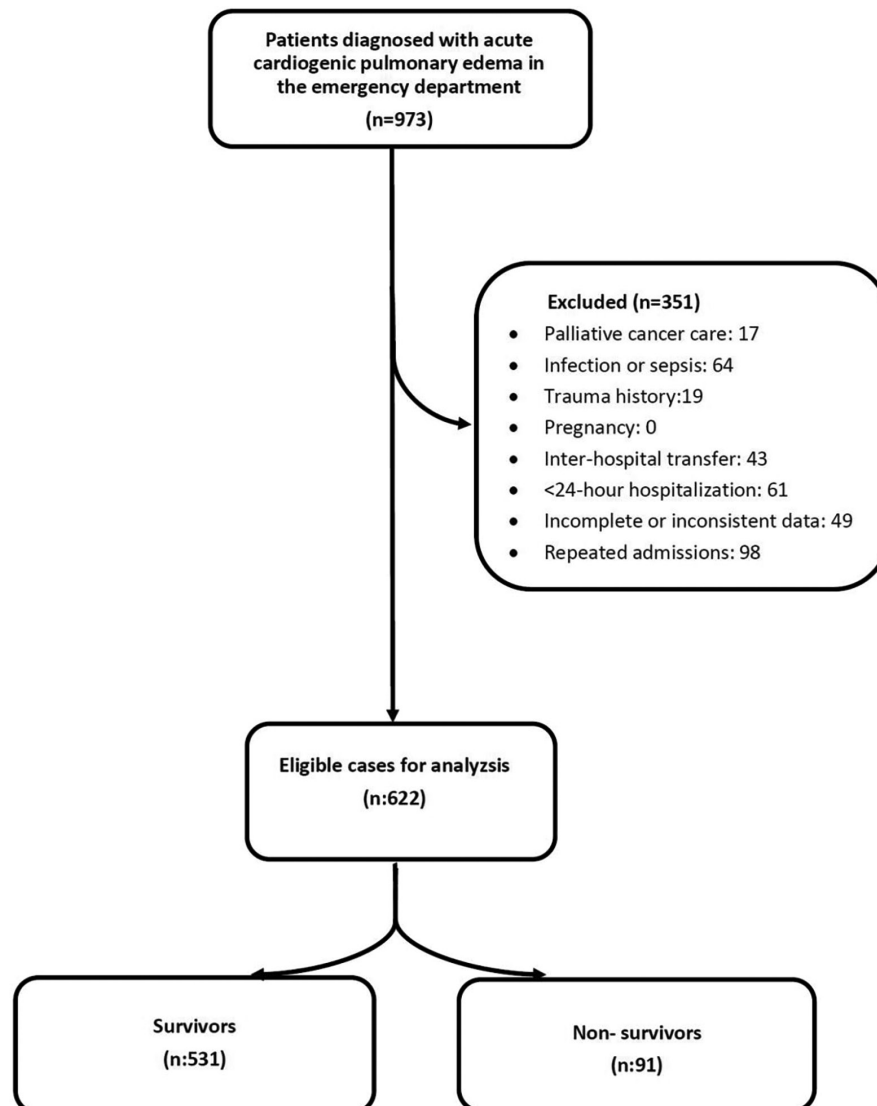 Patients diagnosed with acute
cardiogenic pulmonary edema in
the emergency department
(n=973)
Excluded (n=351)
• Palliative cancer care: 17
• Infection or sepsis: 64
• Trauma history:19
• Pregnancy: 0
• Inter-hospital transfer: 43
• <24-hour hospitalization: 61
• Incomplete or inconsistent data: 49
• Repeated admissions: 98
Eligible cases for analyzsis
(n:622)
Survivors
(n:531)
Non- survivors
(n:91)